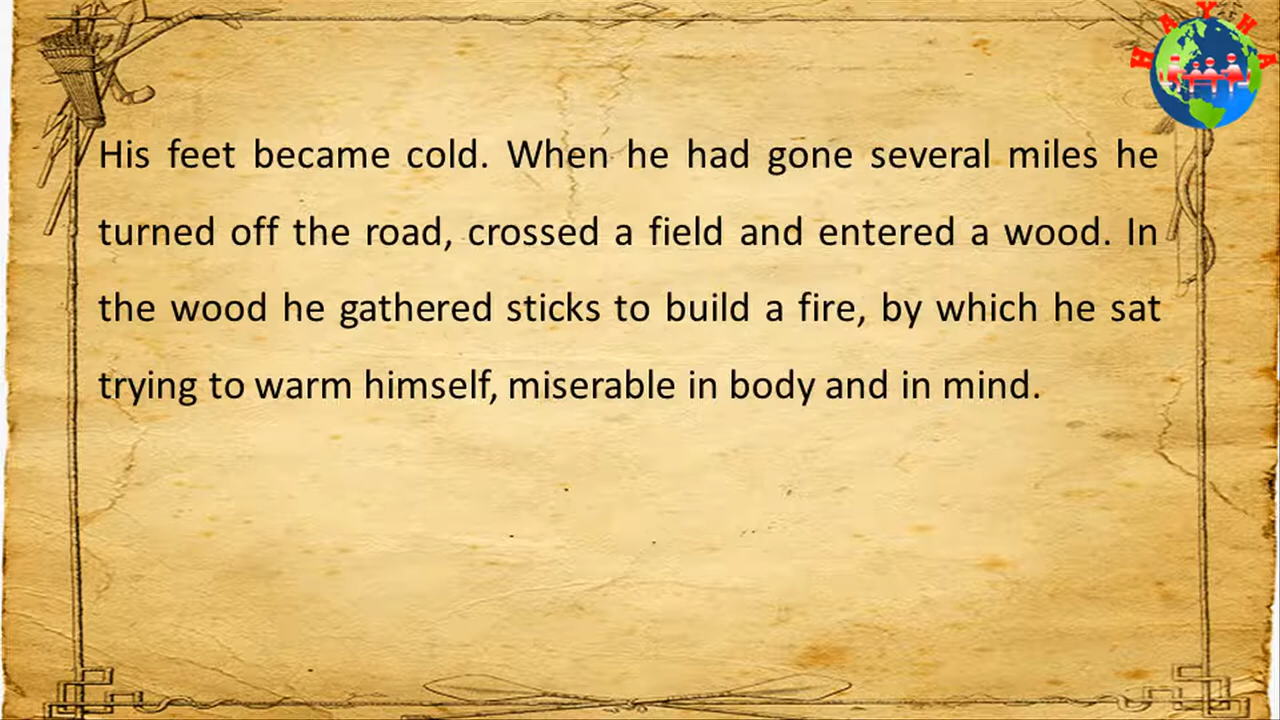 HAYHA
His feet became cold. When he had gone several miles he
turned off the road, crossed a field and entered a wood. In
the wood he gathered sticks to build a fire, by which he sat
trying to warm himself, miserable in body and in mind.